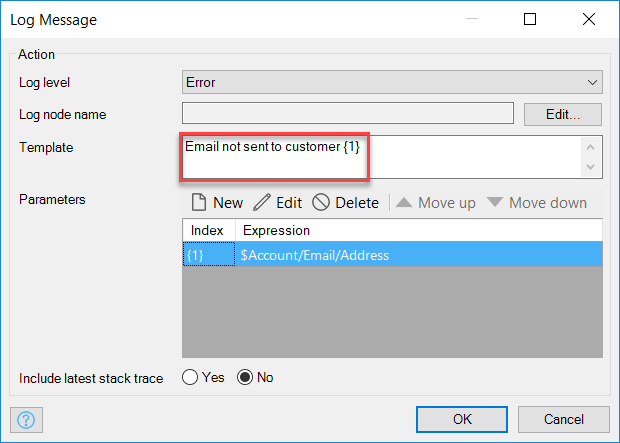 Log Message
Action
Log level Error
Log node name Edit...
Template Email not sent to customer {1}
Parameters New Edit Delete Move up Move down
Index Expression
{1} $Account/Email/Address
Include latest stack trace Yes No
? OK Cancel